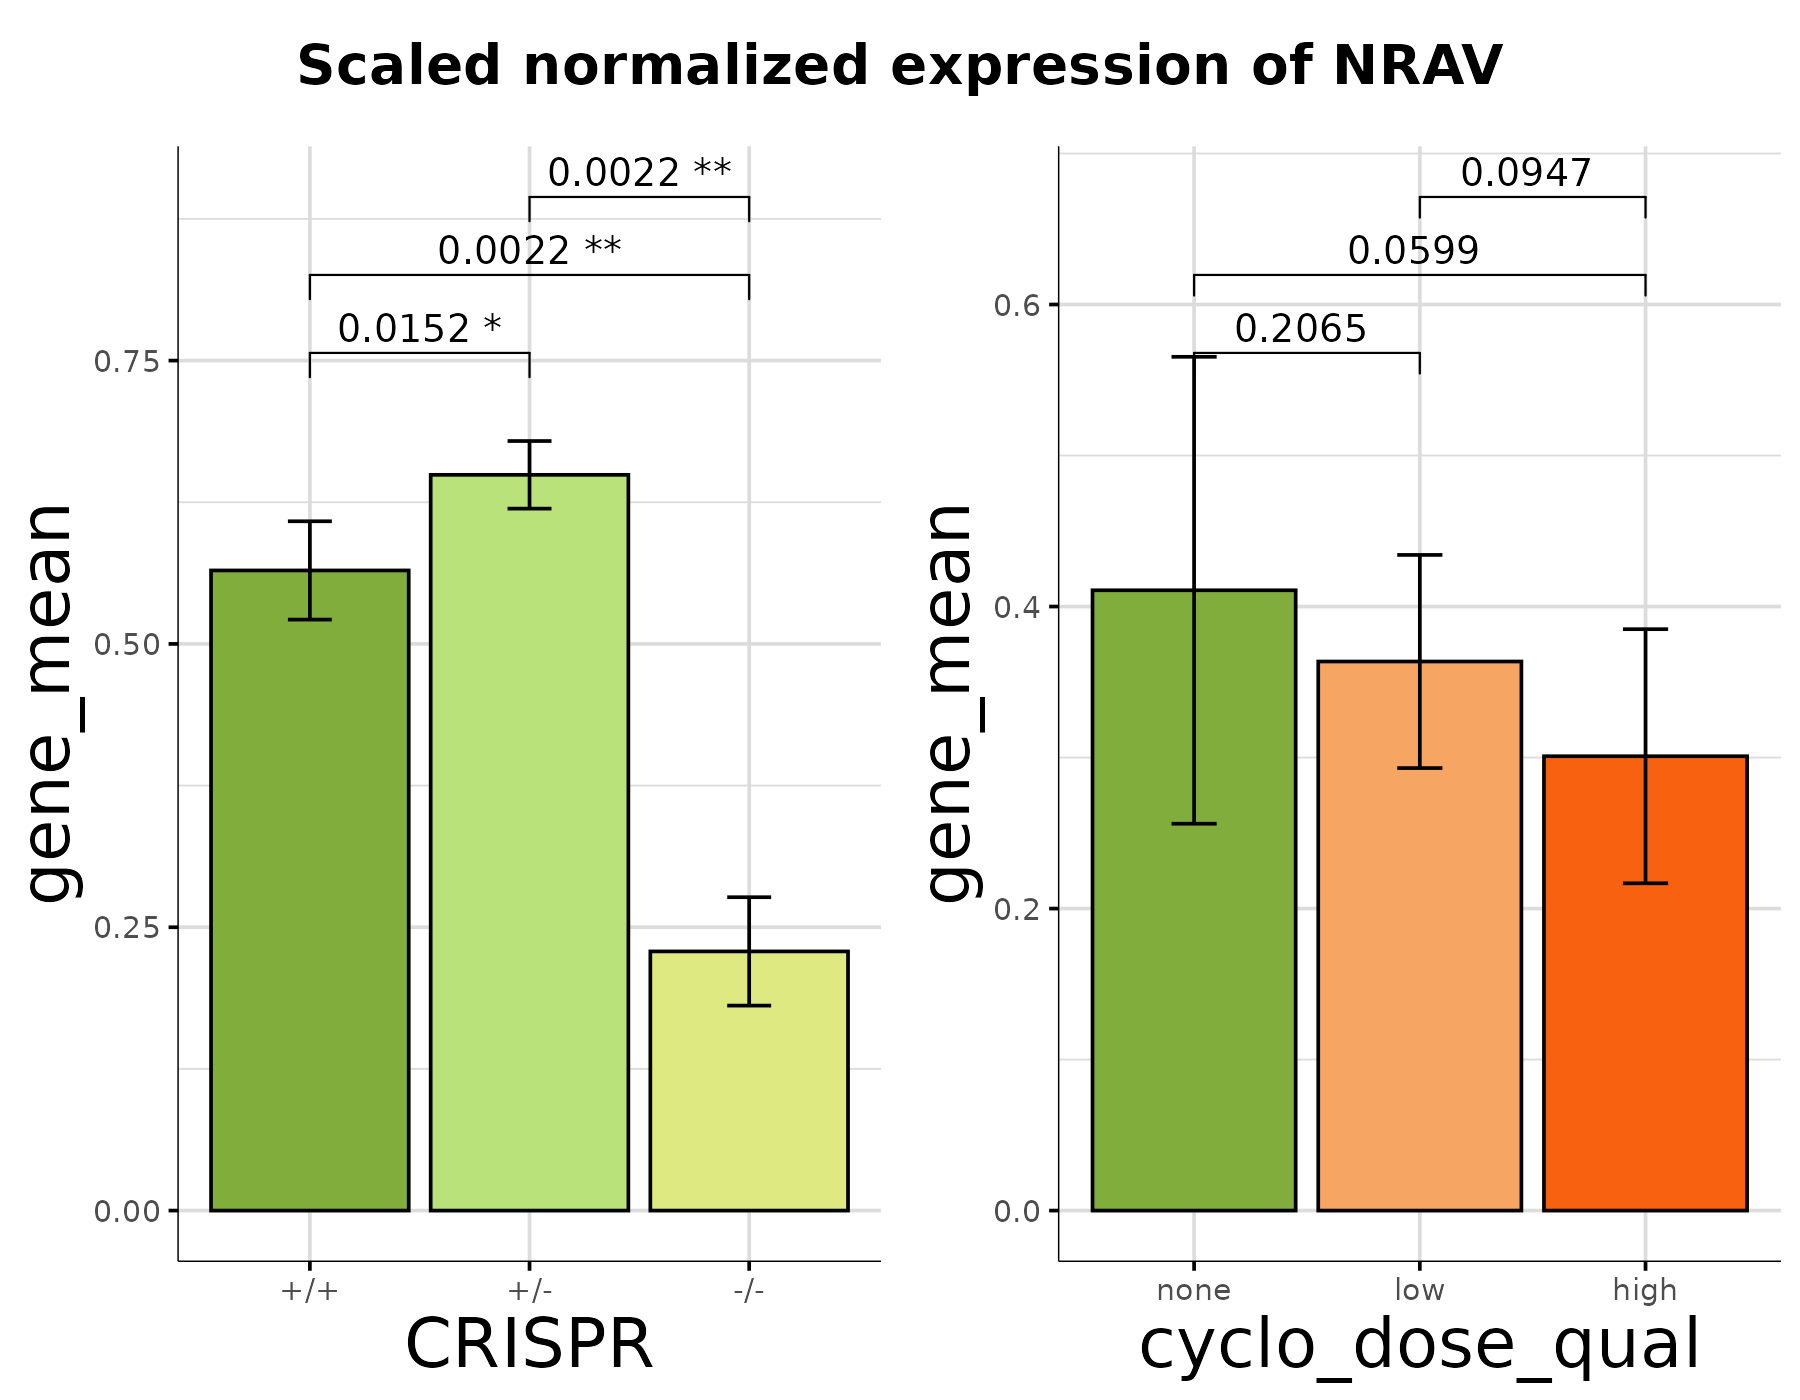 Scaled normalized expression of NRAV
gene_mean
0.75
0.50
0.25
0.00
0.0022 **
0.0022 **
0.0152 *
+/+
+/-
-/-
CRISPR
gene_mean
0.6
0.4
0.2
0.0
0.0947
0.0599
0.2065
none
low
high
cyclo_dose_qual